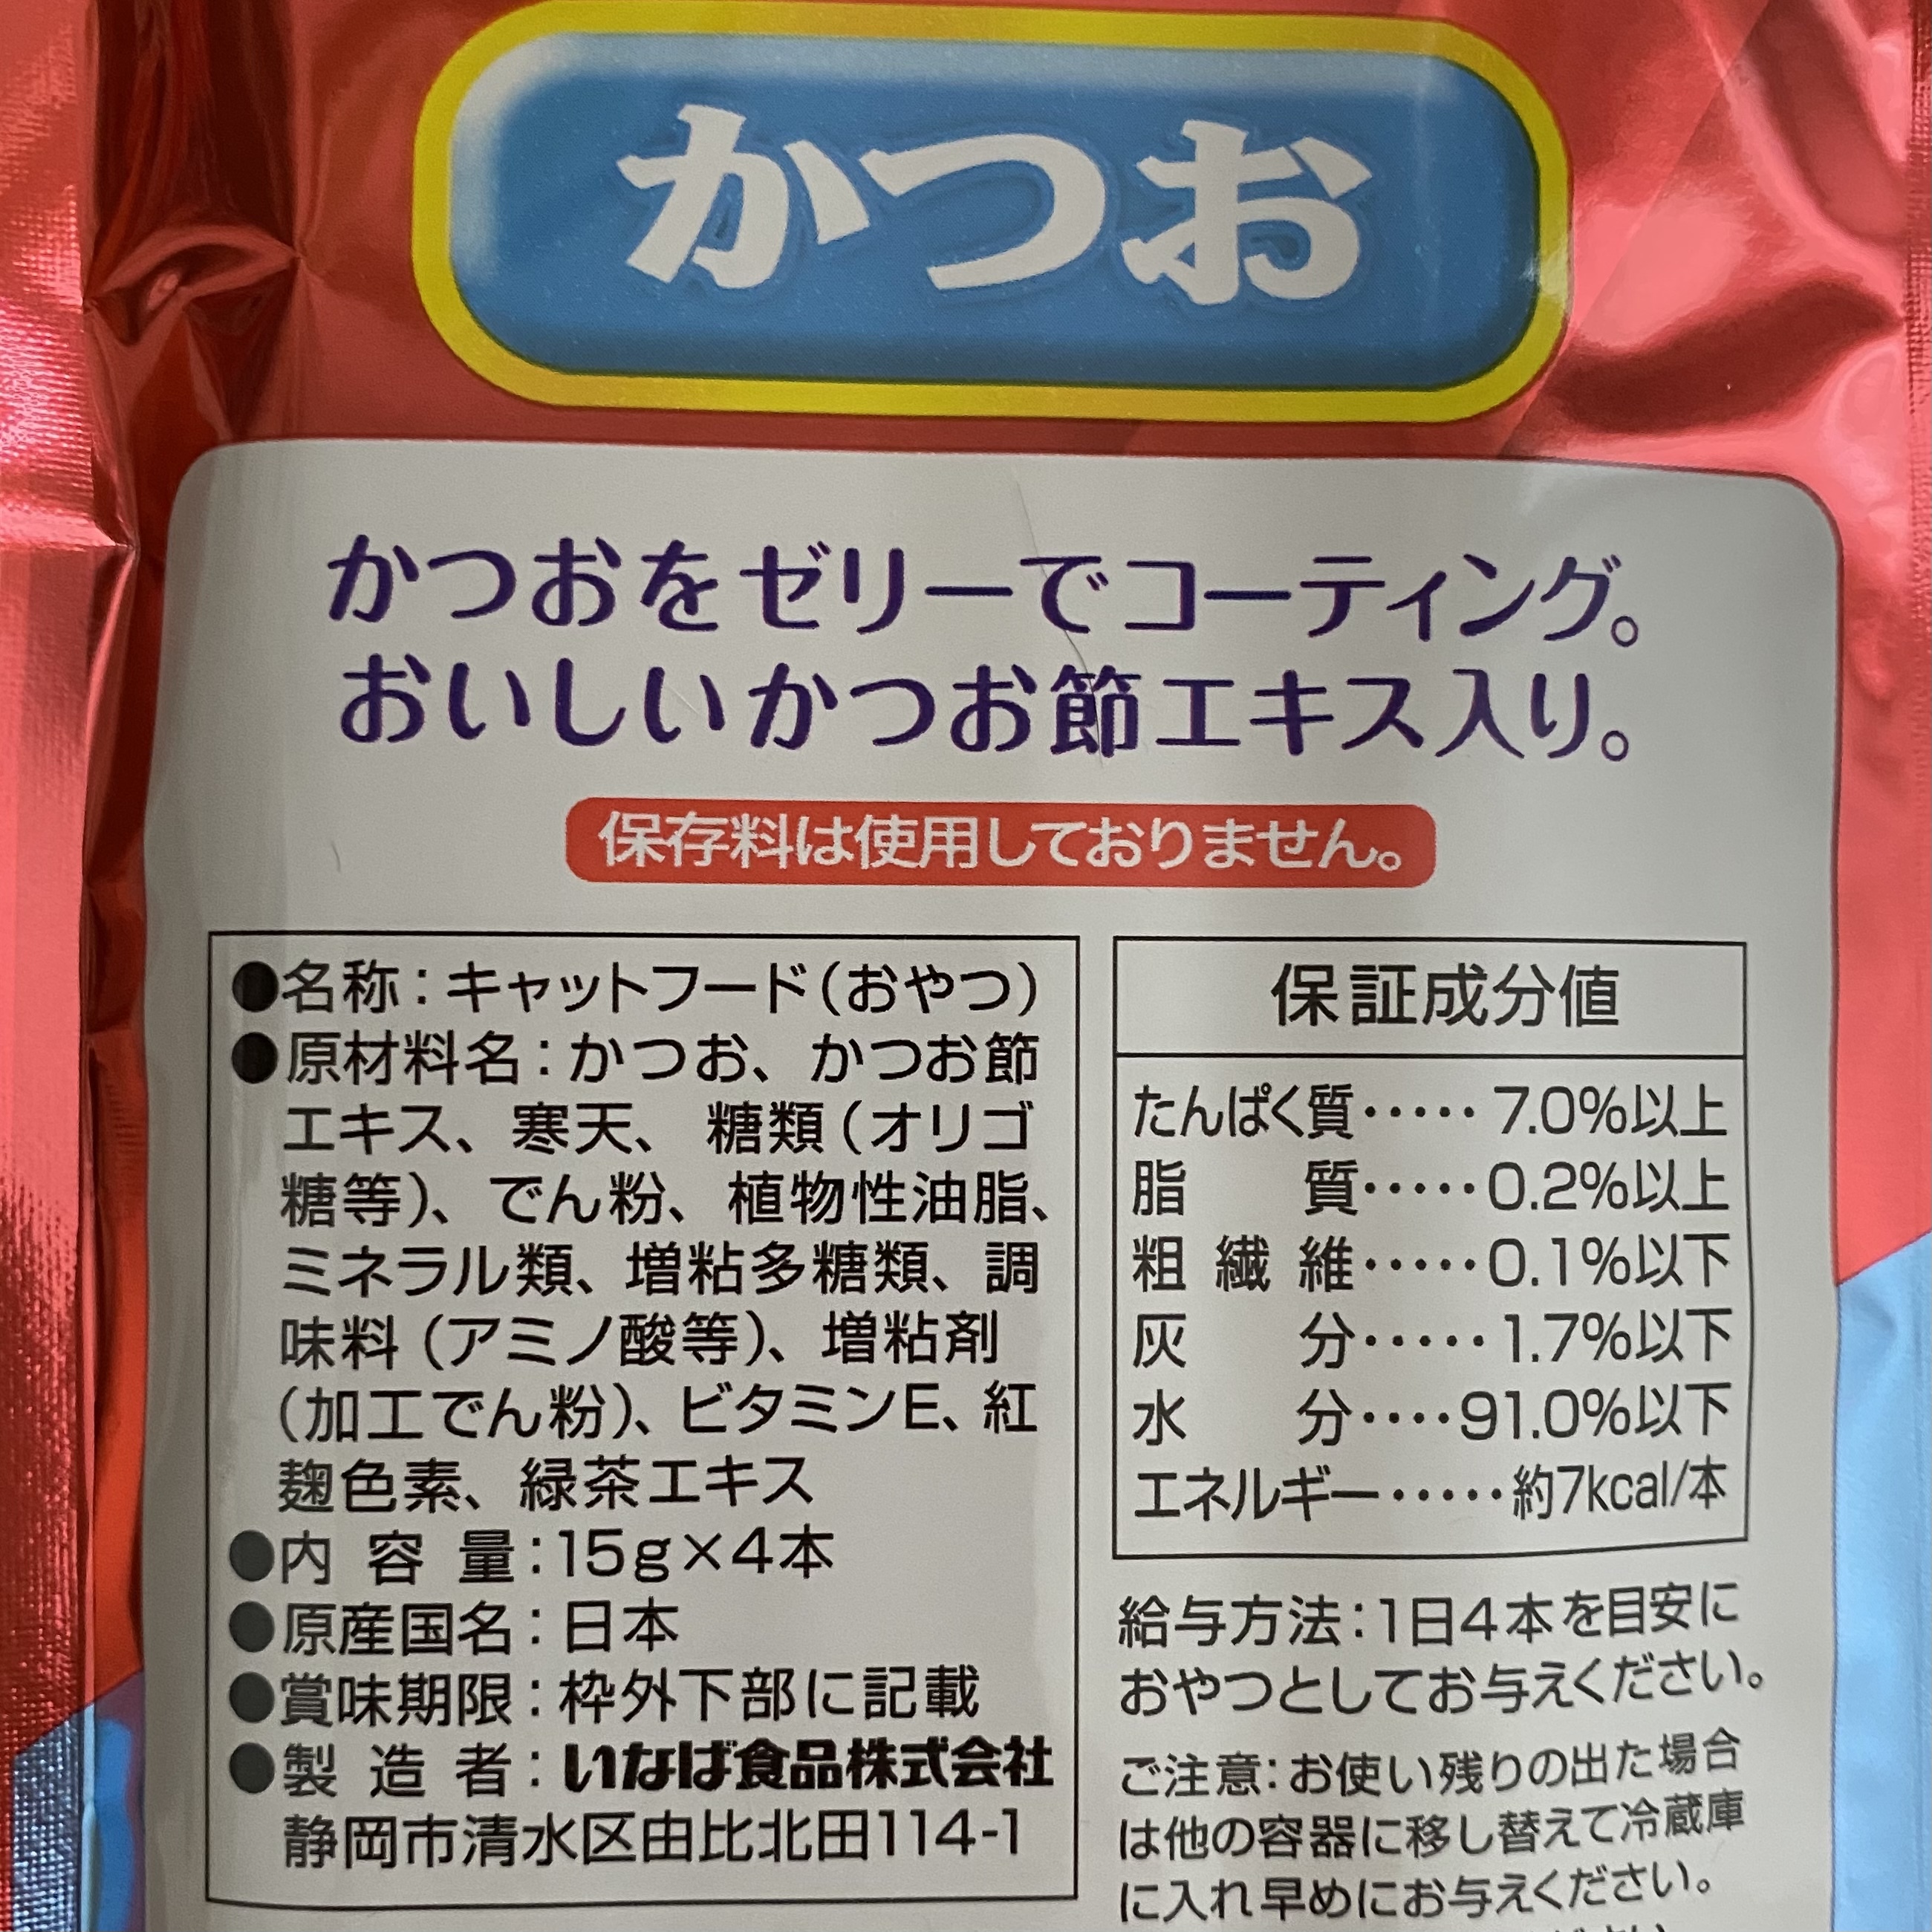 かつお
かつおをゼリーでコーティング。
おいしいかつお節エキス入り。
保存料は使用しておりません。
●名称：キャットフード（おやつ）
●原材料名：かつお、かつお節
エキス、寒天、糖類（オリゴ
糖等）、でん粉、植物性油脂、
ミネラル類、増粘多糖類、調
味料（アミノ酸等）、増粘剤
（加工でん粉）、ビタミンE、紅
麹色素、緑茶エキス
●内容量：15g×4本
●原産国名：日本
●賞味期限：枠外下部に記載
●製造者：いなば食品株式会社
静岡市清水区由比北田114-1
保証成分値
たんぱく質・・・・・7.0%以上
脂質・・・・・0.2%以上
粗繊維・・・・・0.1%以下
灰分・・・・・1.7%以下
水分・・・・91.0%以下
エネルギー・・・・・約7kcal/本
給与方法：1日4本を目安に
おやつとしてお与えください。
ご注意：お使い残りの出た場合
は他の容器に移し替えて冷蔵庫
に入れ早めにお与えください。